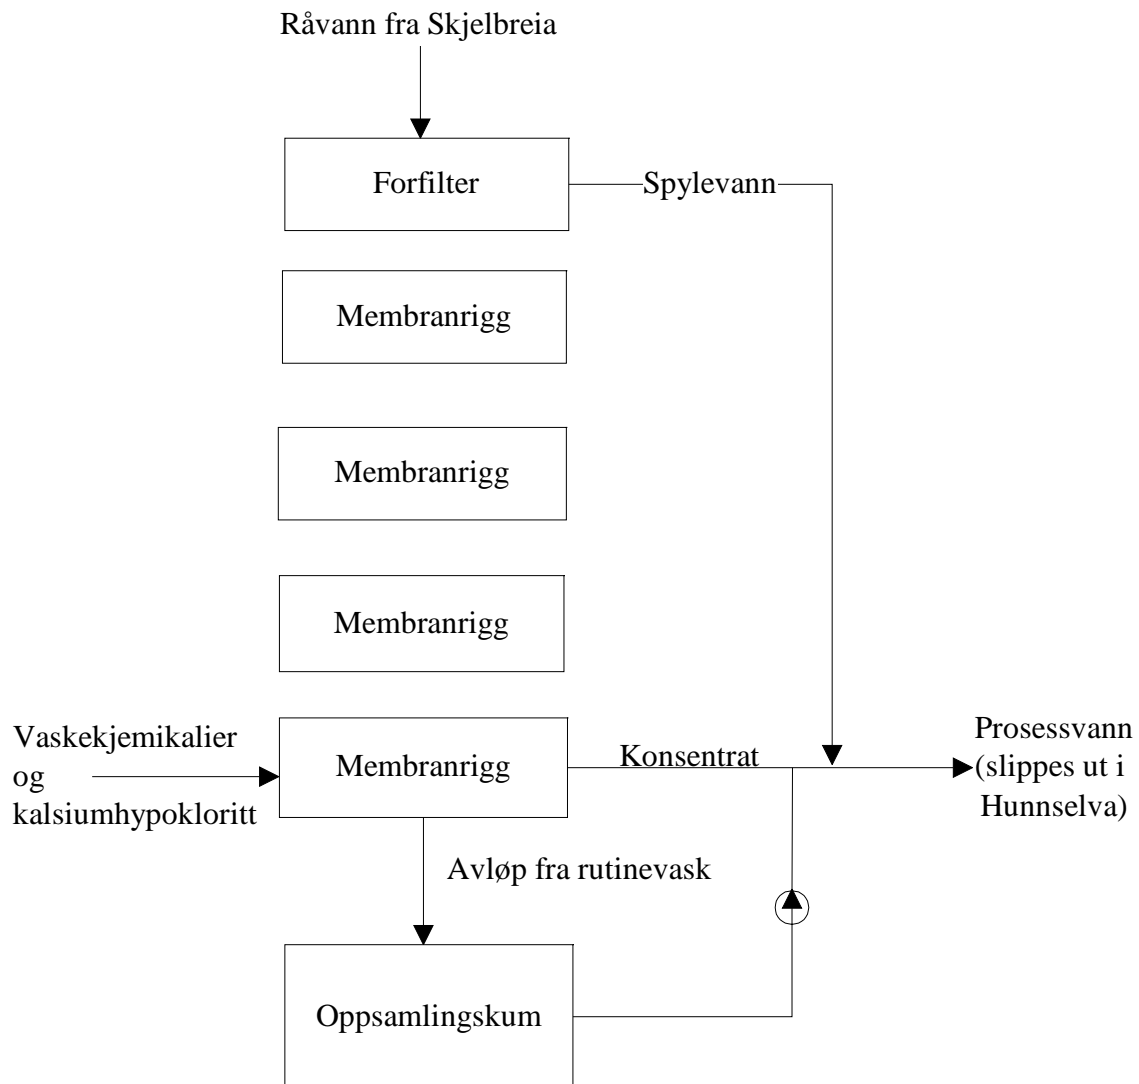 Råvann fra Skjelbreia
Forfilter
Spylevann
Membranrigg
Membranrigg
Membranrigg
Vaskekjemikalier
og
kalsiumhypokloritt
Membranrigg
Konsentrat
Prosessvann
(slippes ut i
Hunnselva)
Avløp fra rutinevask
Oppsamlingskum